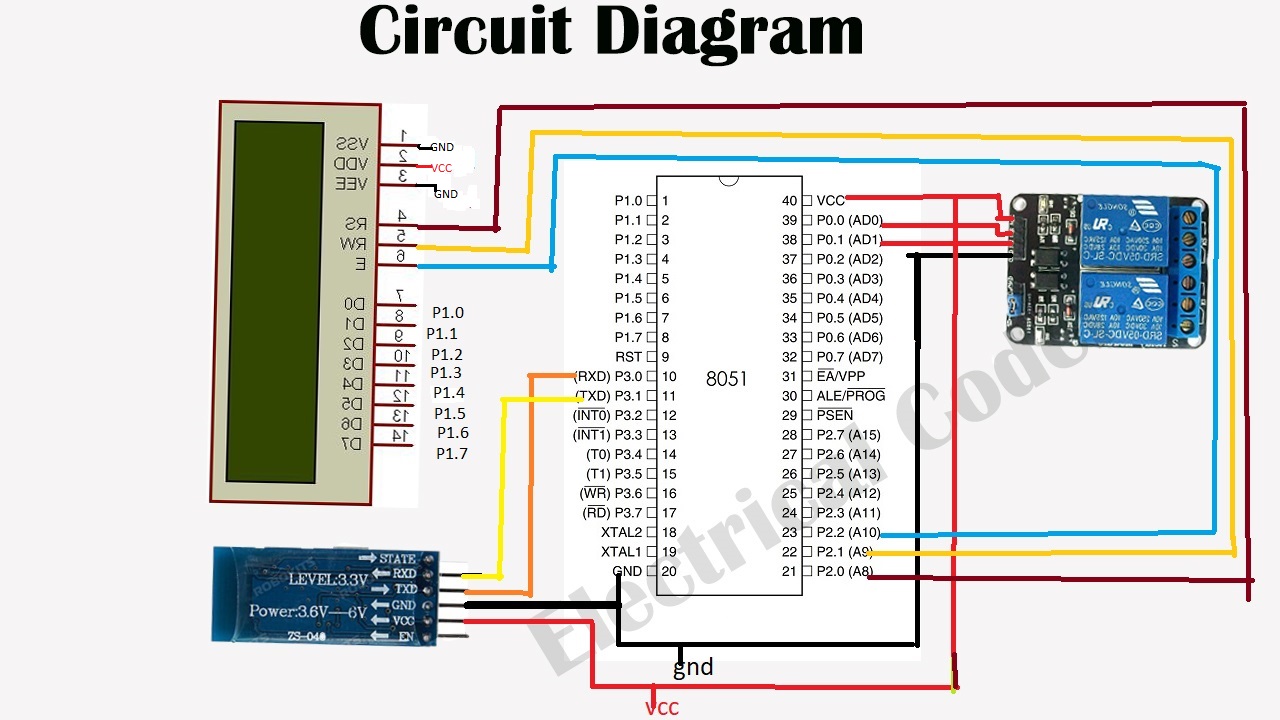 Circuit Diagram
VSS 1 GND
VDD 2 VCC
VEE 3 GND
RS 4
RW 5
E 6
D0 7 P1.0
D1 8 P1.1
D2 9 P1.2
D3 10 P1.3
D4 11 P1.4
D5 12 P1.5
D6 13 P1.6
D7 14 P1.7
P1.0 1 40 VCC
P1.1 2 39 P0.0 (AD0)
P1.2 3 38 P0.1 (AD1)
P1.3 4 37 P0.2 (AD2)
P1.4 5 36 P0.3 (AD3)
P1.5 6 35 P0.4 (AD4)
P1.6 7 34 P0.5 (AD5)
P1.7 8 33 P0.6 (AD6)
RST 9 32 P0.7 (AD7)
(RXD) P3.0 10 31 EA/VPP
8051
(TXD) P3.1 11 30 ALE/PROG
(INT0) P3.2 12 29 PSEN
(INT1) P3.3 13 28 P2.7 (A15)
(T0) P3.4 14 27 P2.6 (A14)
(T1) P3.5 15 26 P2.5 (A13)
(WR) P3.6 16 25 P2.4 (A12)
(RD) P3.7 17 24 P2.3 (A11)
XTAL2 18 23 P2.2 (A10)
XTAL1 19 22 P2.1 (A9)
GND 20 21 P2.0 (A8)
SONGLE
SRD-05VDC-SL-C
SONGLE
SRD-05VDC-SL-C
STATE
LEVEL:3.3V RXD
TXD
Power:3.6V—6V GND
VCC
ZS-040 EN
gnd
VCC
Electrical Code